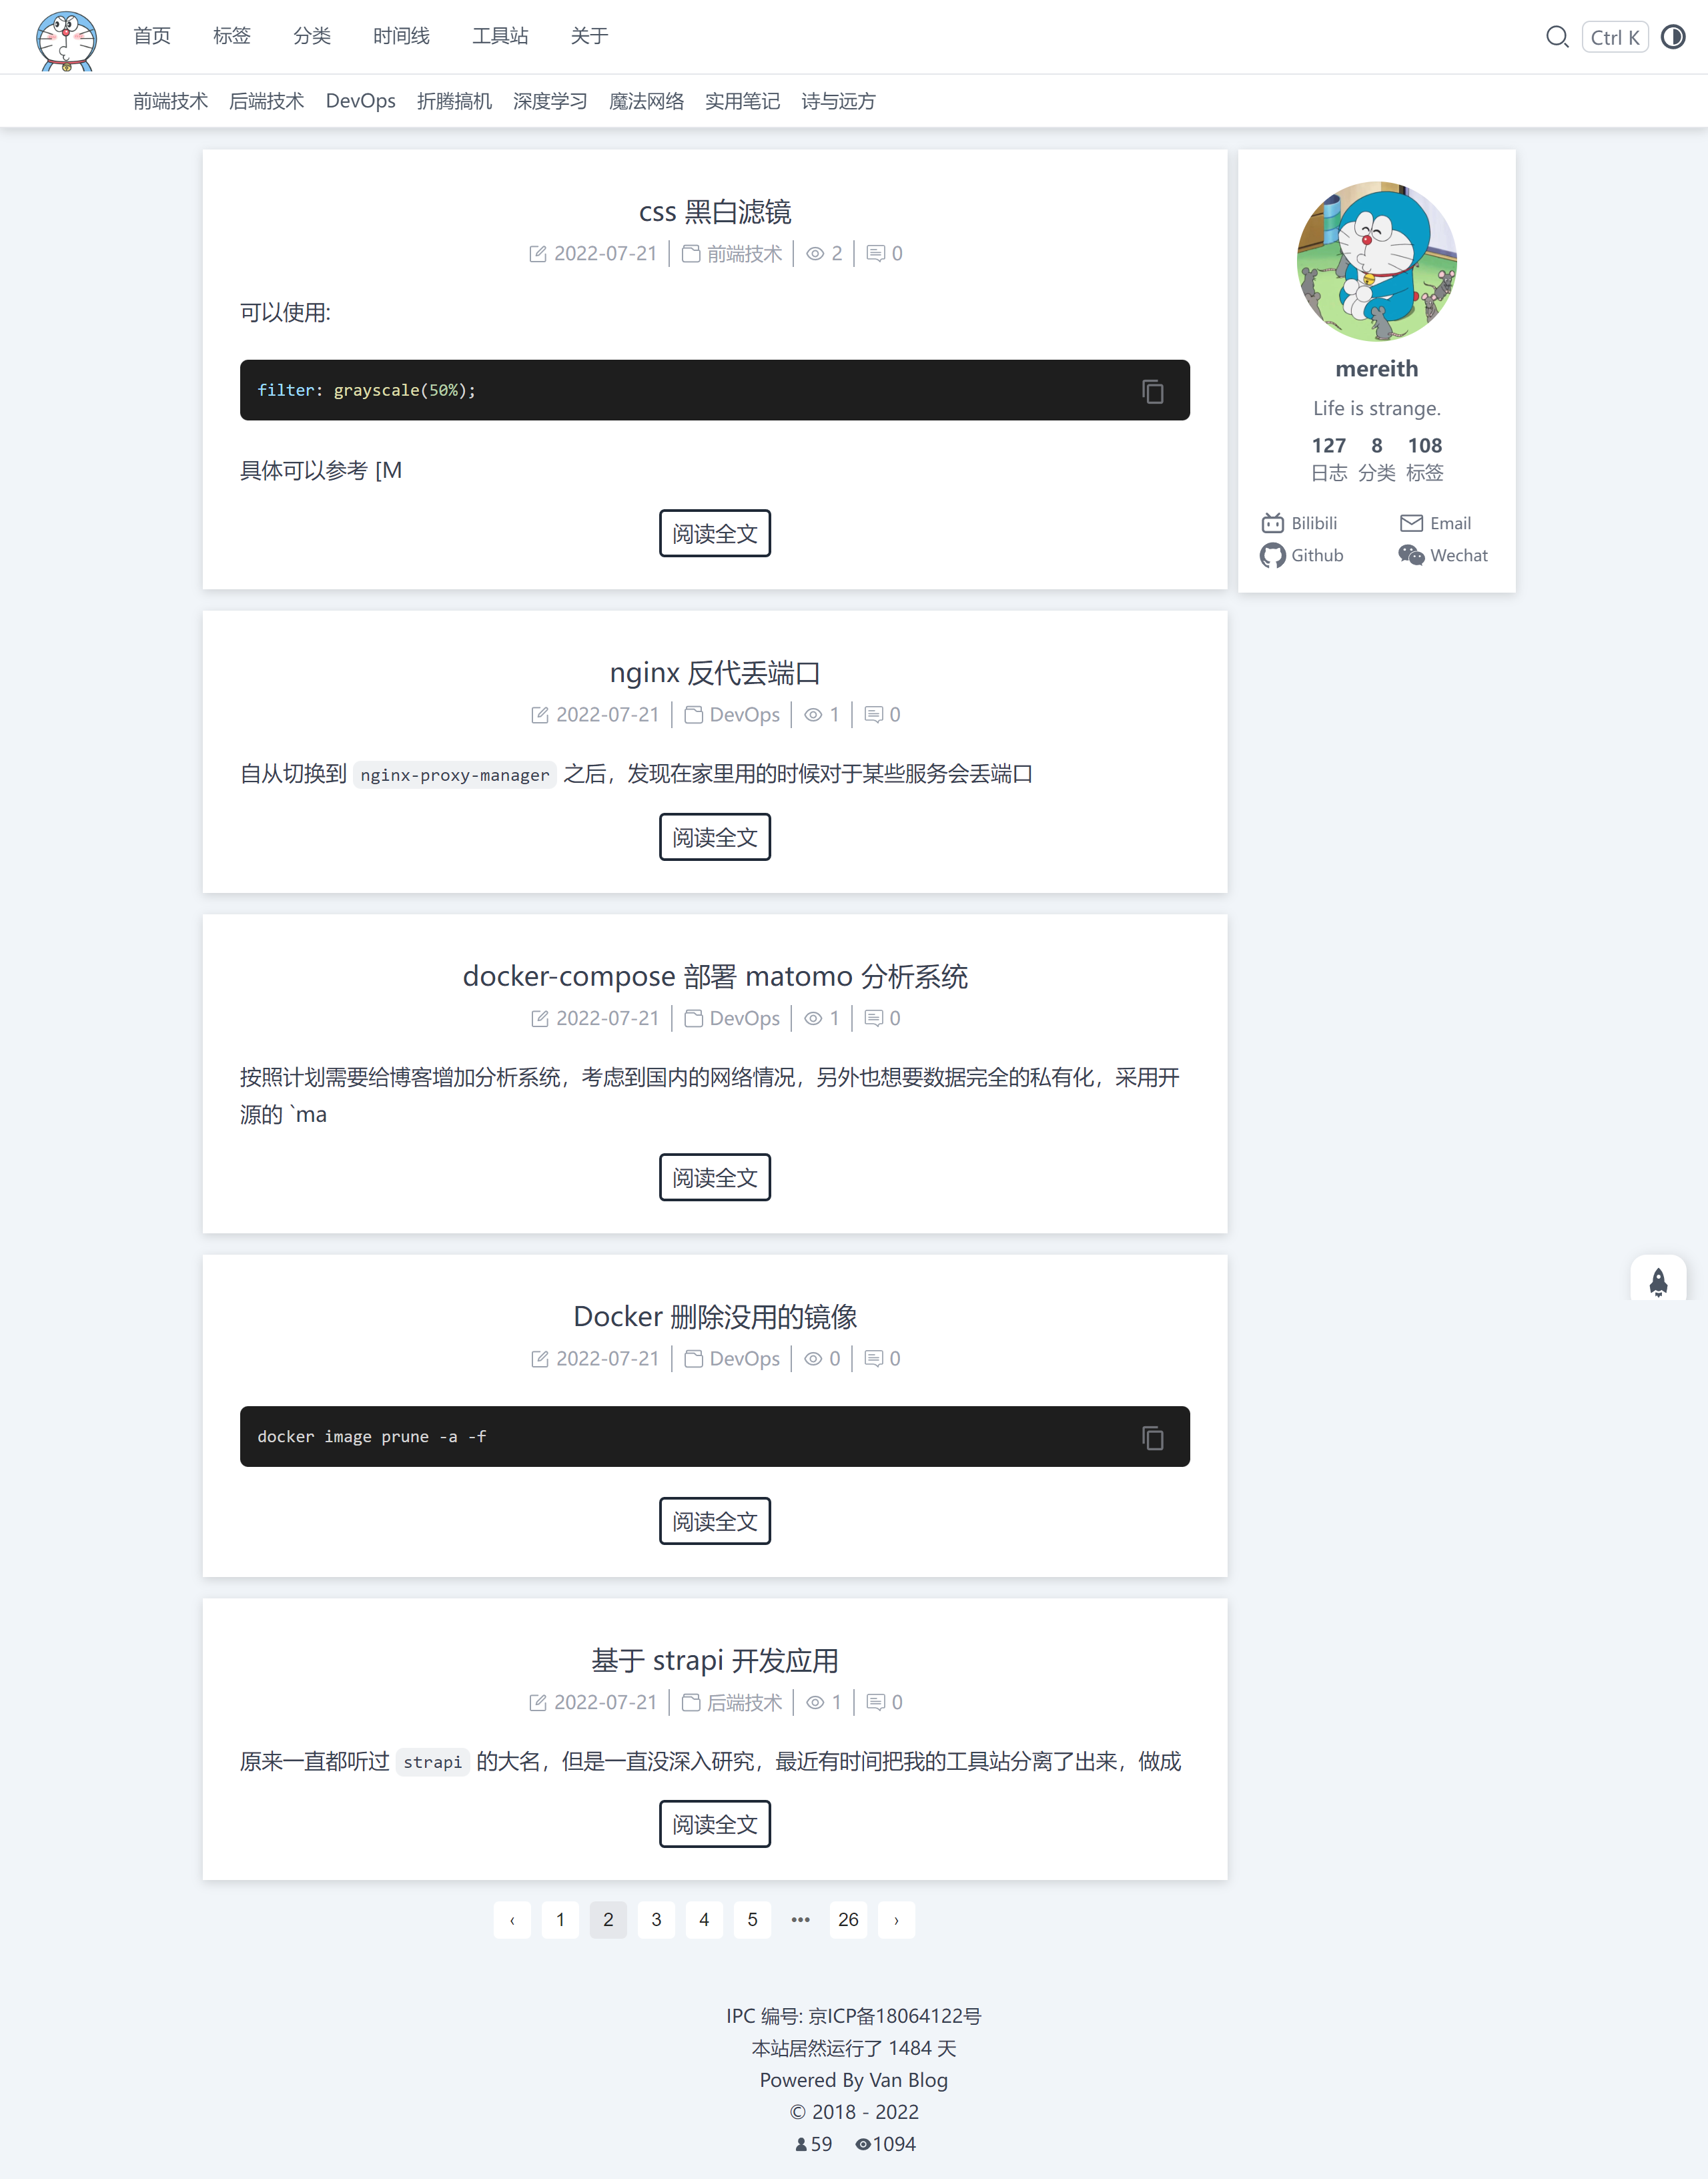 首页 标签 分类 时间线 工具站 关于 Ctrl K
前端技术 后端技术 DevOps 折腾搞机 深度学习 魔法网络 实用笔记 诗与远方
css 黑白滤镜
2022-07-21 前端技术 2 0
可以使用:
filter: grayscale(50%);
具体可以参考 [M
阅读全文
mereith
Life is strange.
127 8 108
日志 分类 标签
Bilibili Email
Github Wechat
nginx 反代丢端口
2022-07-21 DevOps 1 0
自从切换到 nginx-proxy-manager 之后，发现在家里用的时候对于某些服务会丢端口
阅读全文
docker-compose 部署 matomo 分析系统
2022-07-21 DevOps 1 0
按照计划需要给博客增加分析系统，考虑到国内的网络情况，另外也想要数据完全的私有化，采用开
源的 `ma
阅读全文
Docker 删除没用的镜像
2022-07-21 DevOps 0 0
docker image prune -a -f
阅读全文
基于 strapi 开发应用
2022-07-21 后端技术 1 0
原来一直都听过 strapi 的大名，但是一直没深入研究，最近有时间把我的工具站分离了出来，做成
阅读全文
‹ 1 2 3 4 5 ••• 26 ›
IPC 编号: 京ICP备18064122号
本站居然运行了 1484 天
Powered By Van Blog
© 2018 - 2022
59 1094